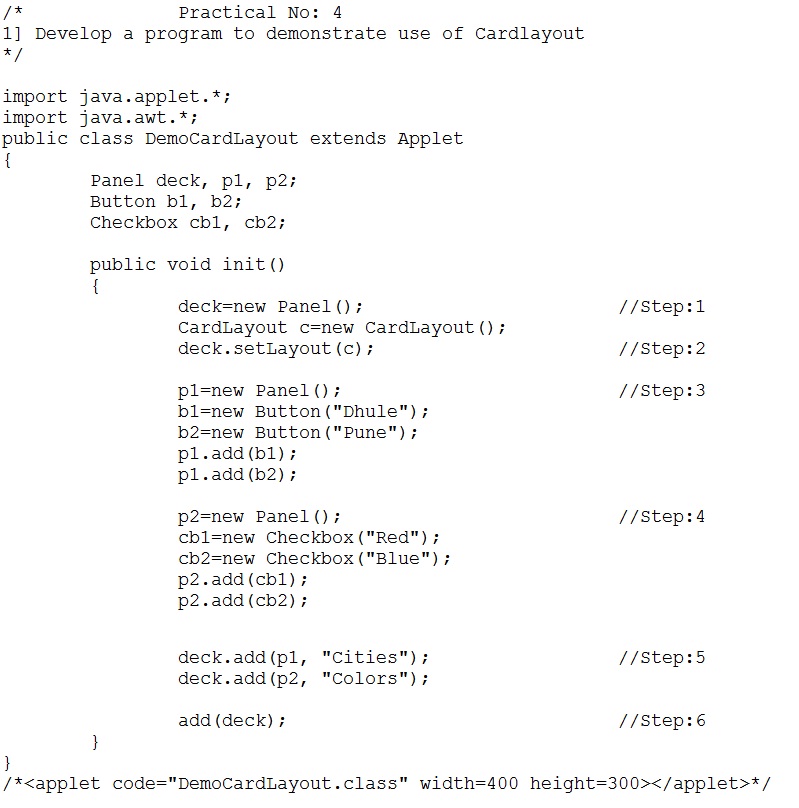 /*              Practical No: 4
1] Develop a program to demonstrate use of Cardlayout
*/

import java.applet.*;
import java.awt.*;
public class DemoCardLayout extends Applet
{
        Panel deck, p1, p2;
        Button b1, b2;
        Checkbox cb1, cb2;

        public void init()
        {
                deck=new Panel();                       //Step:1
                CardLayout c=new CardLayout();
                deck.setLayout(c);                      //Step:2

                p1=new Panel();                         //Step:3
                b1=new Button("Dhule");
                b2=new Button("Pune");
                p1.add(b1);
                p1.add(b2);

                p2=new Panel();                         //Step:4
                cb1=new Checkbox("Red");
                cb2=new Checkbox("Blue");
                p2.add(cb1);
                p2.add(cb2);


                deck.add(p1, "Cities");                 //Step:5
                deck.add(p2, "Colors");

                add(deck);                              //Step:6
        }
}
/*<applet code="DemoCardLayout.class" width=400 height=300></applet>*/